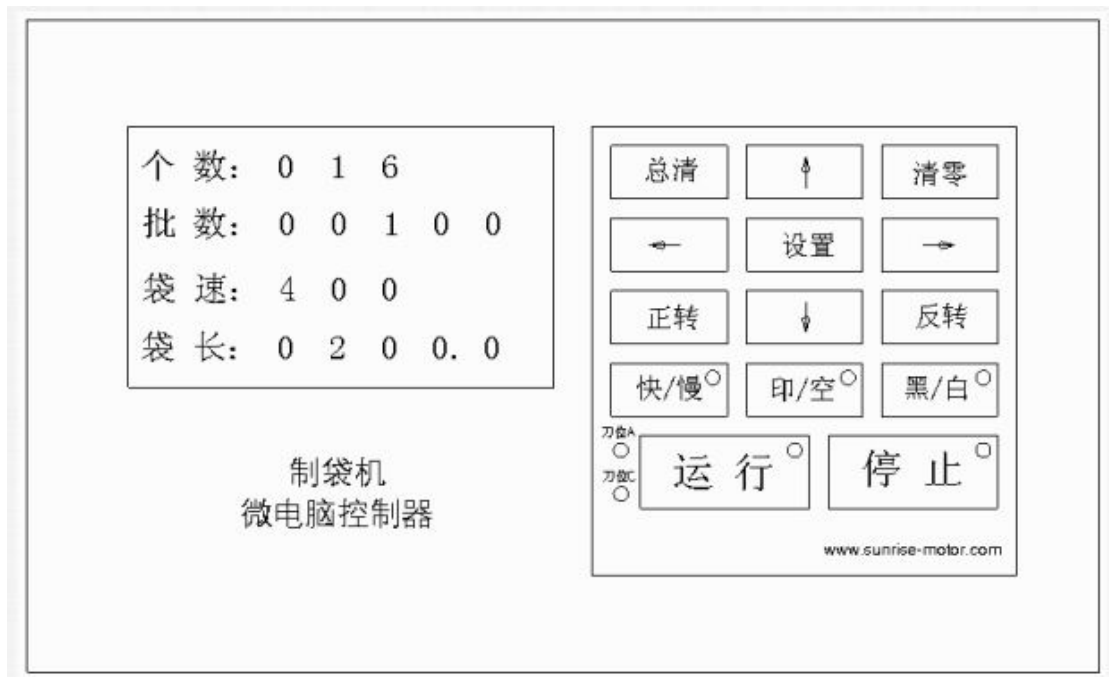 个 数: 0 1 6
批 数: 0 0 1 0 0
袋 速: 4 0 0
袋 长: 0 2 0 0. 0
制袋机
微电脑控制器
总清 ↑ 清零
← 设置 →
正转 ↓ 反转
快/慢 印/空 黑/白
刀位A
刀位C
运 行 停 止
www.sunrise-motor.com